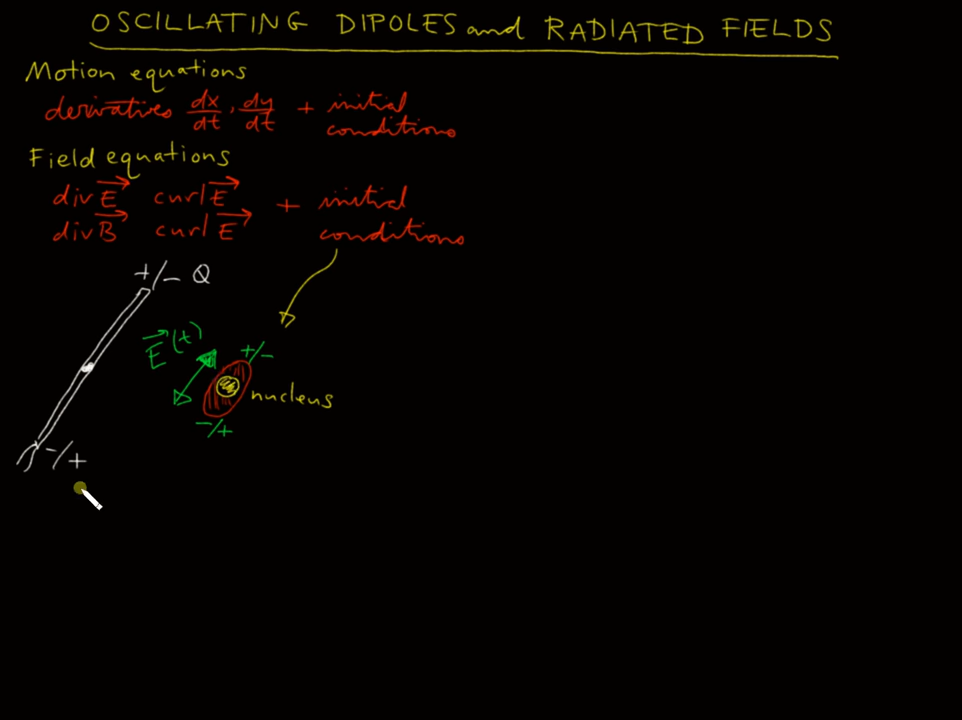 OSCILLATING DIPOLES and RADIATED FIELDS
Motion equations
derivatives dx/dt, dy/dt + initial conditions
Field equations
div E⃗ curl E⃗ + initial
div B⃗ curl E⃗ conditions
+/- Q
E⃗(t)
+/-
nucleus
-/+
-/+